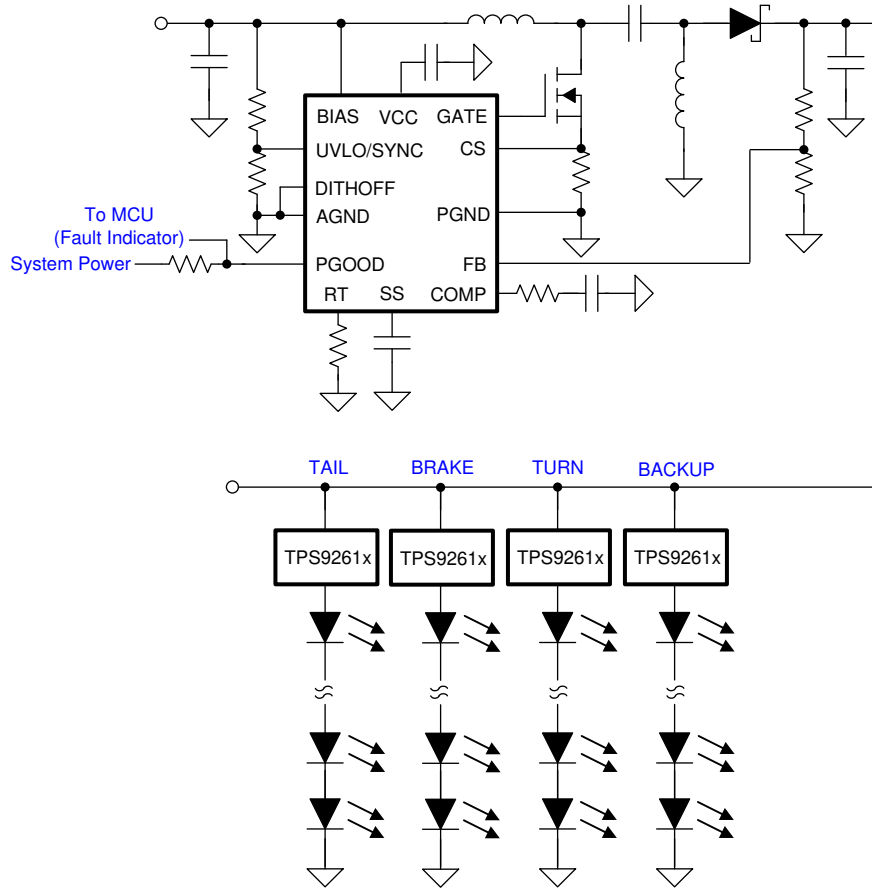 BIAS VCC GATE
UVLO/SYNC CS
DITHOFF
AGND PGND
To MCU
(Fault Indicator)
System Power PGOOD FB
RT SS COMP
TAIL BRAKE TURN BACKUP
TPS9261x TPS9261x TPS9261x TPS9261x